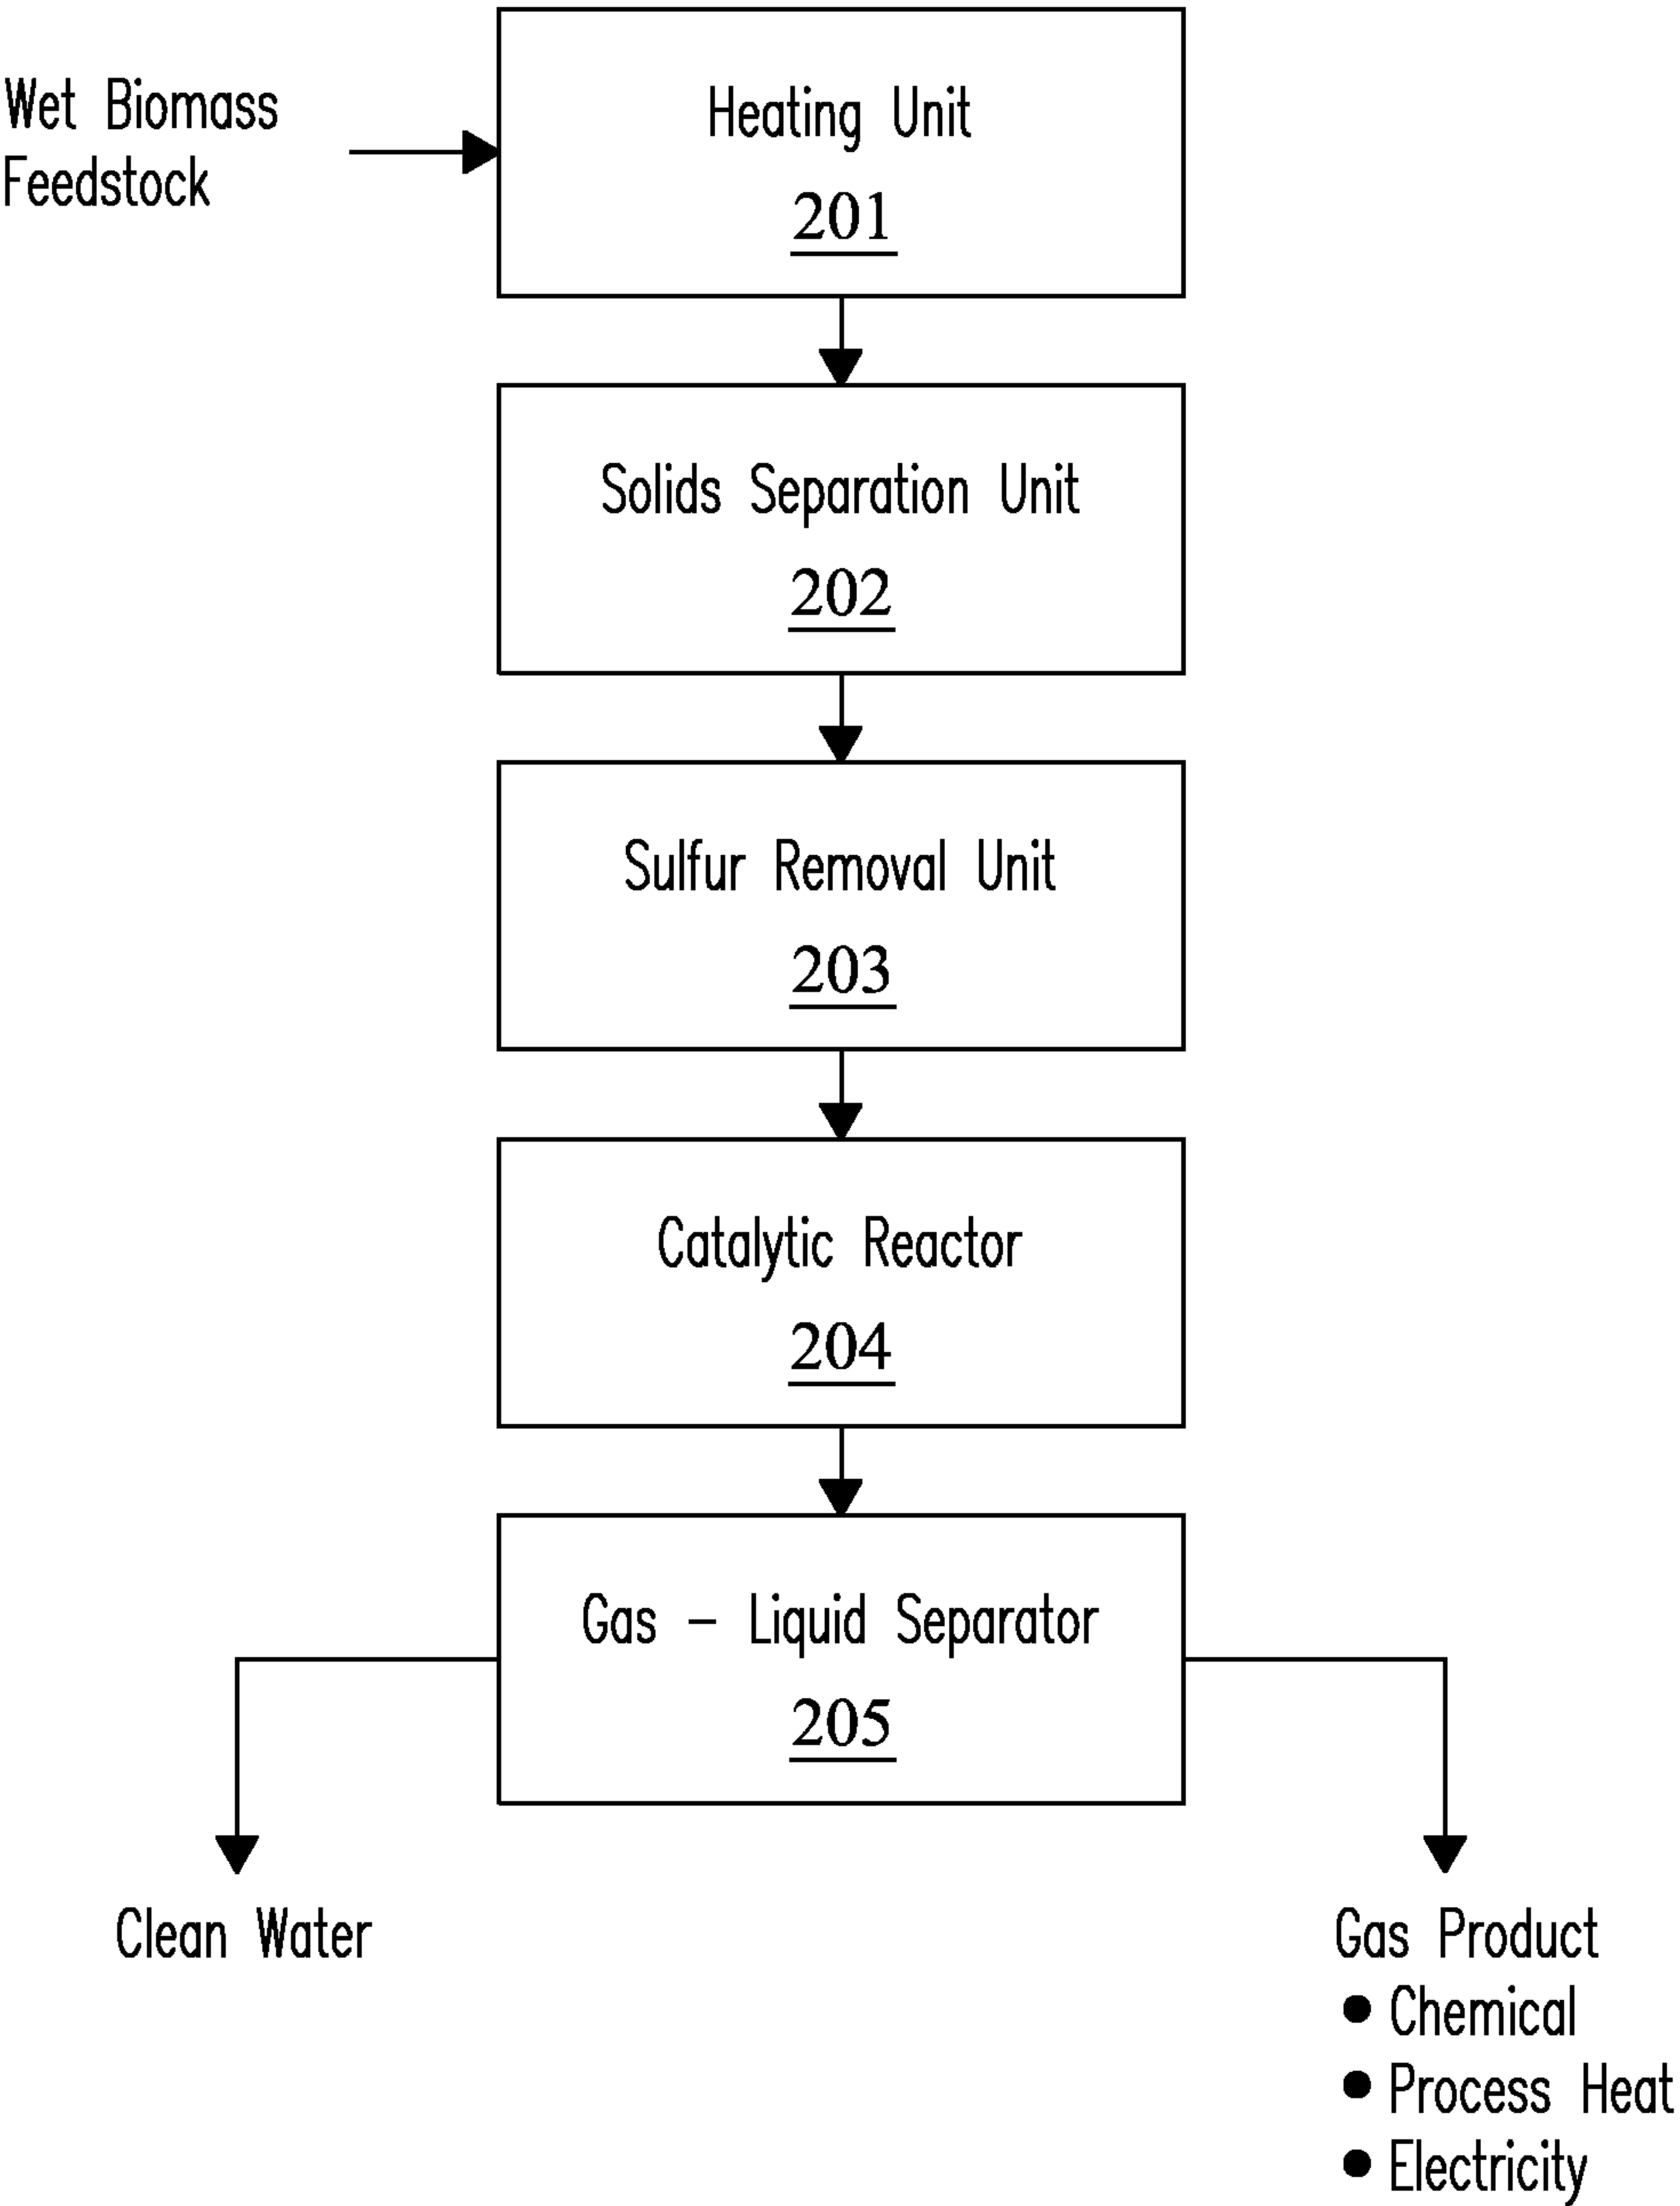 Wet Biomass
Feedstock
Heating Unit
201
Solids Separation Unit
202
Sulfur Removal Unit
203
Catalytic Reactor
204
Gas – Liquid Separator
205
Clean Water
Gas Product
• Chemical
• Process Heat
• Electricity